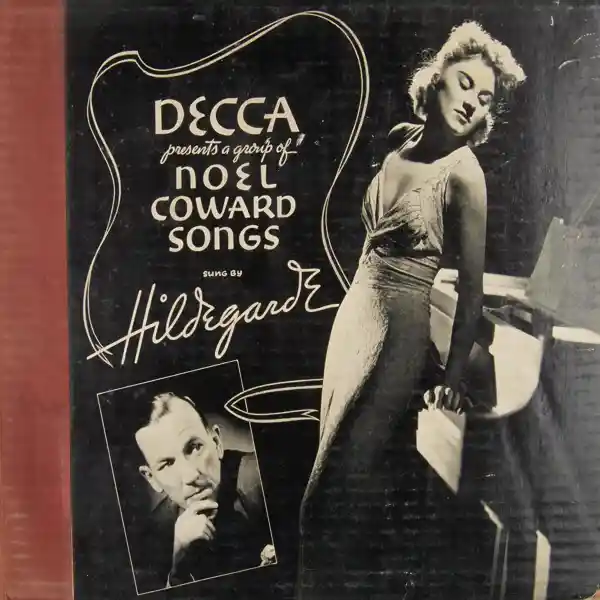 DECCA
presents a group of
NOEL
COWARD
SONGS
SUNG BY
Hildegarde